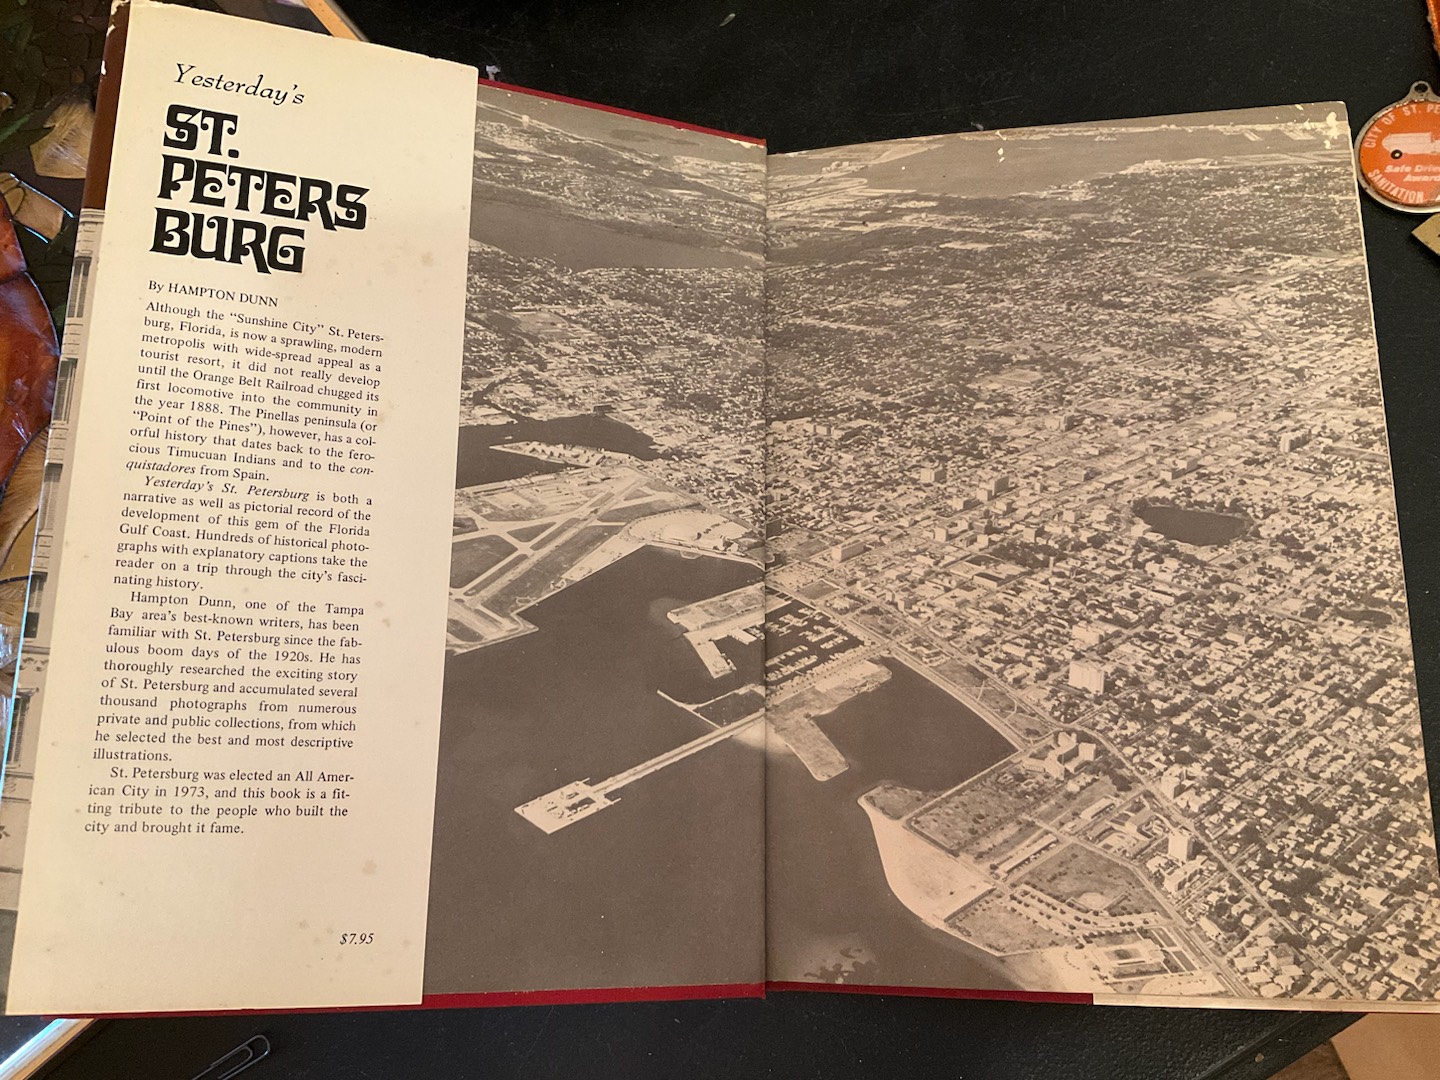 Yesterday's
ST.
PETERS
BURG
By HAMPTON DUNN
Although the "Sunshine City" St. Peters-
burg, Florida, is now a sprawling, modern
metropolis with wide-spread appeal as a
tourist resort, it did not really develop
until the Orange Belt Railroad chugged its
first locomotive into the community in
the year 1888. The Pinellas peninsula (or
"Point of the Pines"), however, has a col-
orful history that dates back to the fero-
cious Timucuan Indians and to the con-
quistadores from Spain.
Yesterday's St. Petersburg is both a
narrative as well as pictorial record of the
development of this gem of the Florida
Gulf Coast. Hundreds of historical photo-
graphs with explanatory captions take the
reader on a trip through the city's fasci-
nating history.
Hampton Dunn, one of the Tampa
Bay area's best-known writers, has been
familiar with St. Petersburg since the fab-
ulous boom days of the 1920s. He has
thoroughly researched the exciting story
of St. Petersburg and accumulated several
thousand photographs from numerous
private and public collections, from which
he selected the best and most descriptive
illustrations.
St. Petersburg was elected an All Amer-
ican City in 1973, and this book is a fit-
ting tribute to the people who built the
city and brought it fame.
$7.95
CITY OF ST. PE
Safe Driv
Award
SANITATION